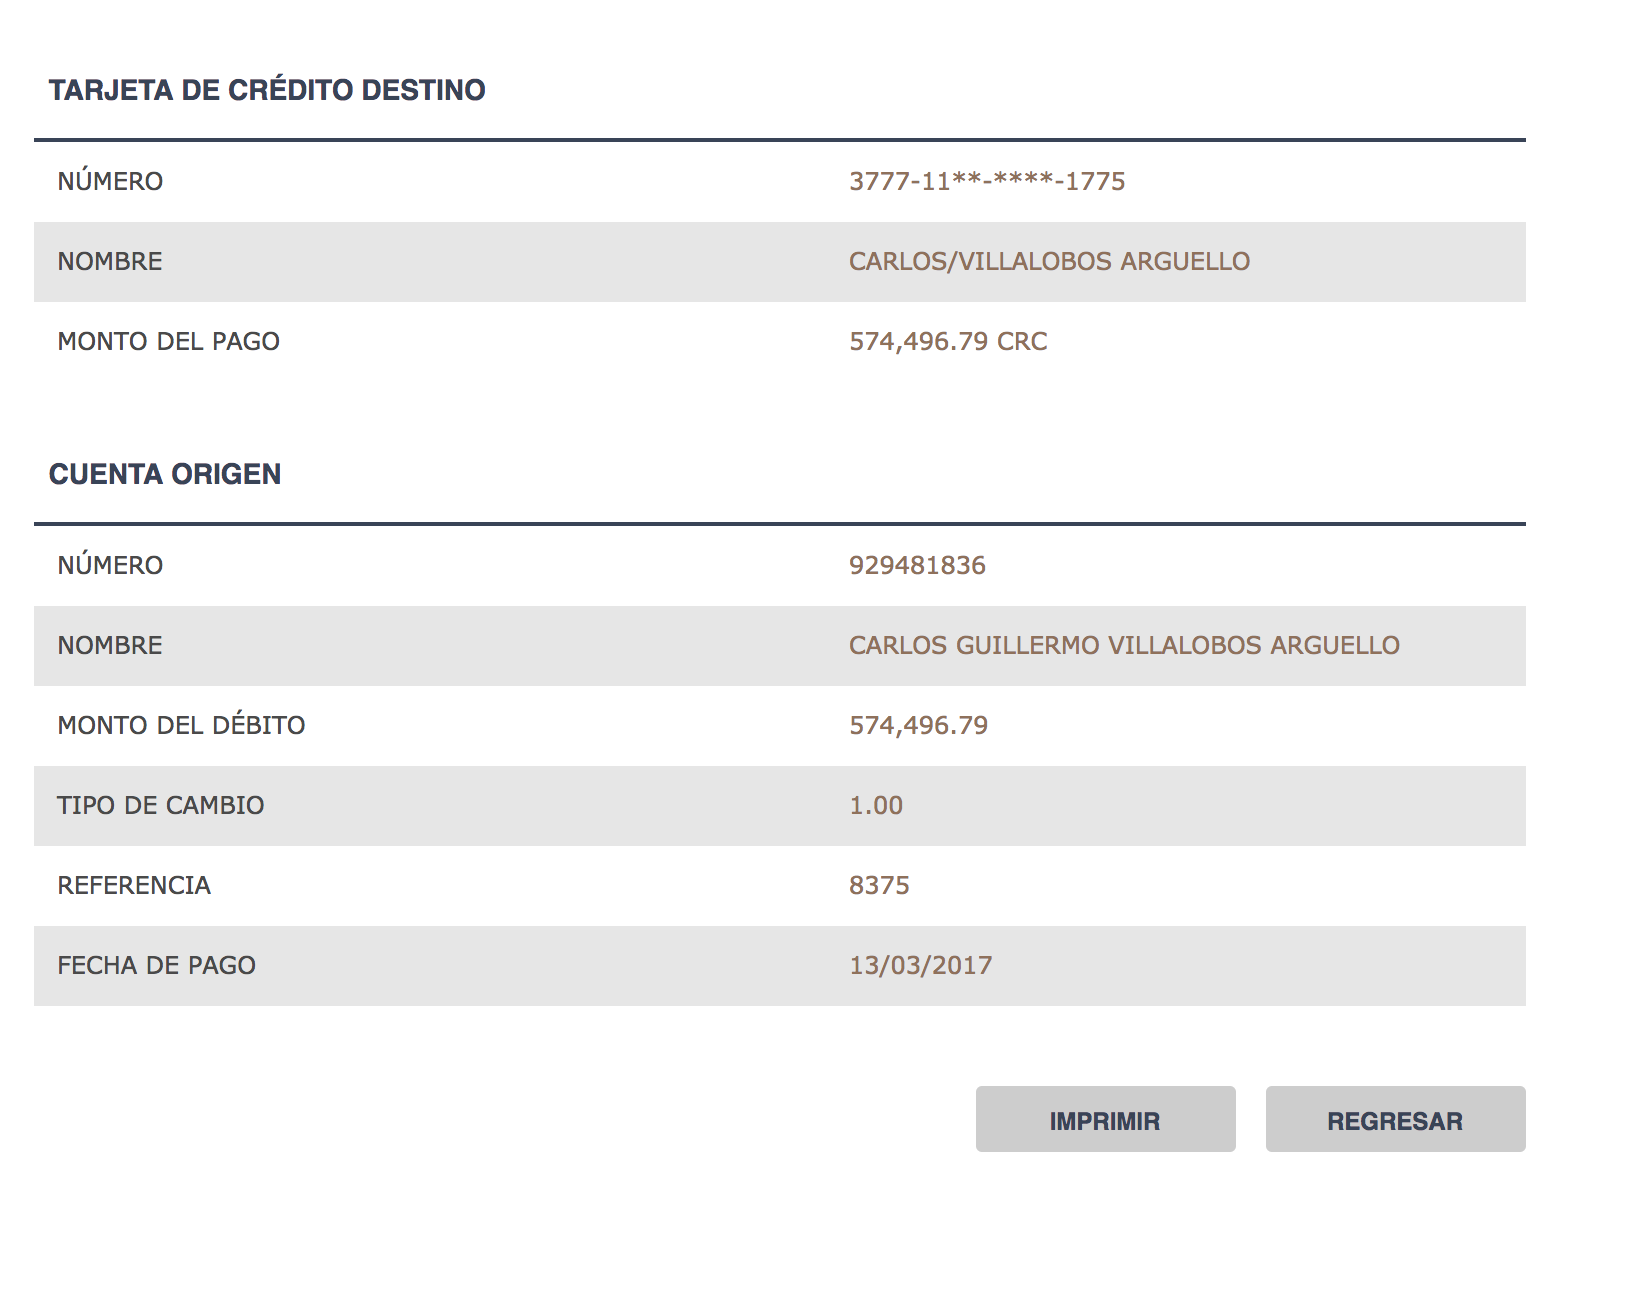 TARJETA DE CRÉDITO DESTINO
NÚMERO 3777-11**-****-1775
NOMBRE CARLOS/VILLALOBOS ARGUELLO
MONTO DEL PAGO 574,496.79 CRC
CUENTA ORIGEN
NÚMERO 929481836
NOMBRE CARLOS GUILLERMO VILLALOBOS ARGUELLO
MONTO DEL DÉBITO 574,496.79
TIPO DE CAMBIO 1.00
REFERENCIA 8375
FECHA DE PAGO 13/03/2017
IMPRIMIR REGRESAR